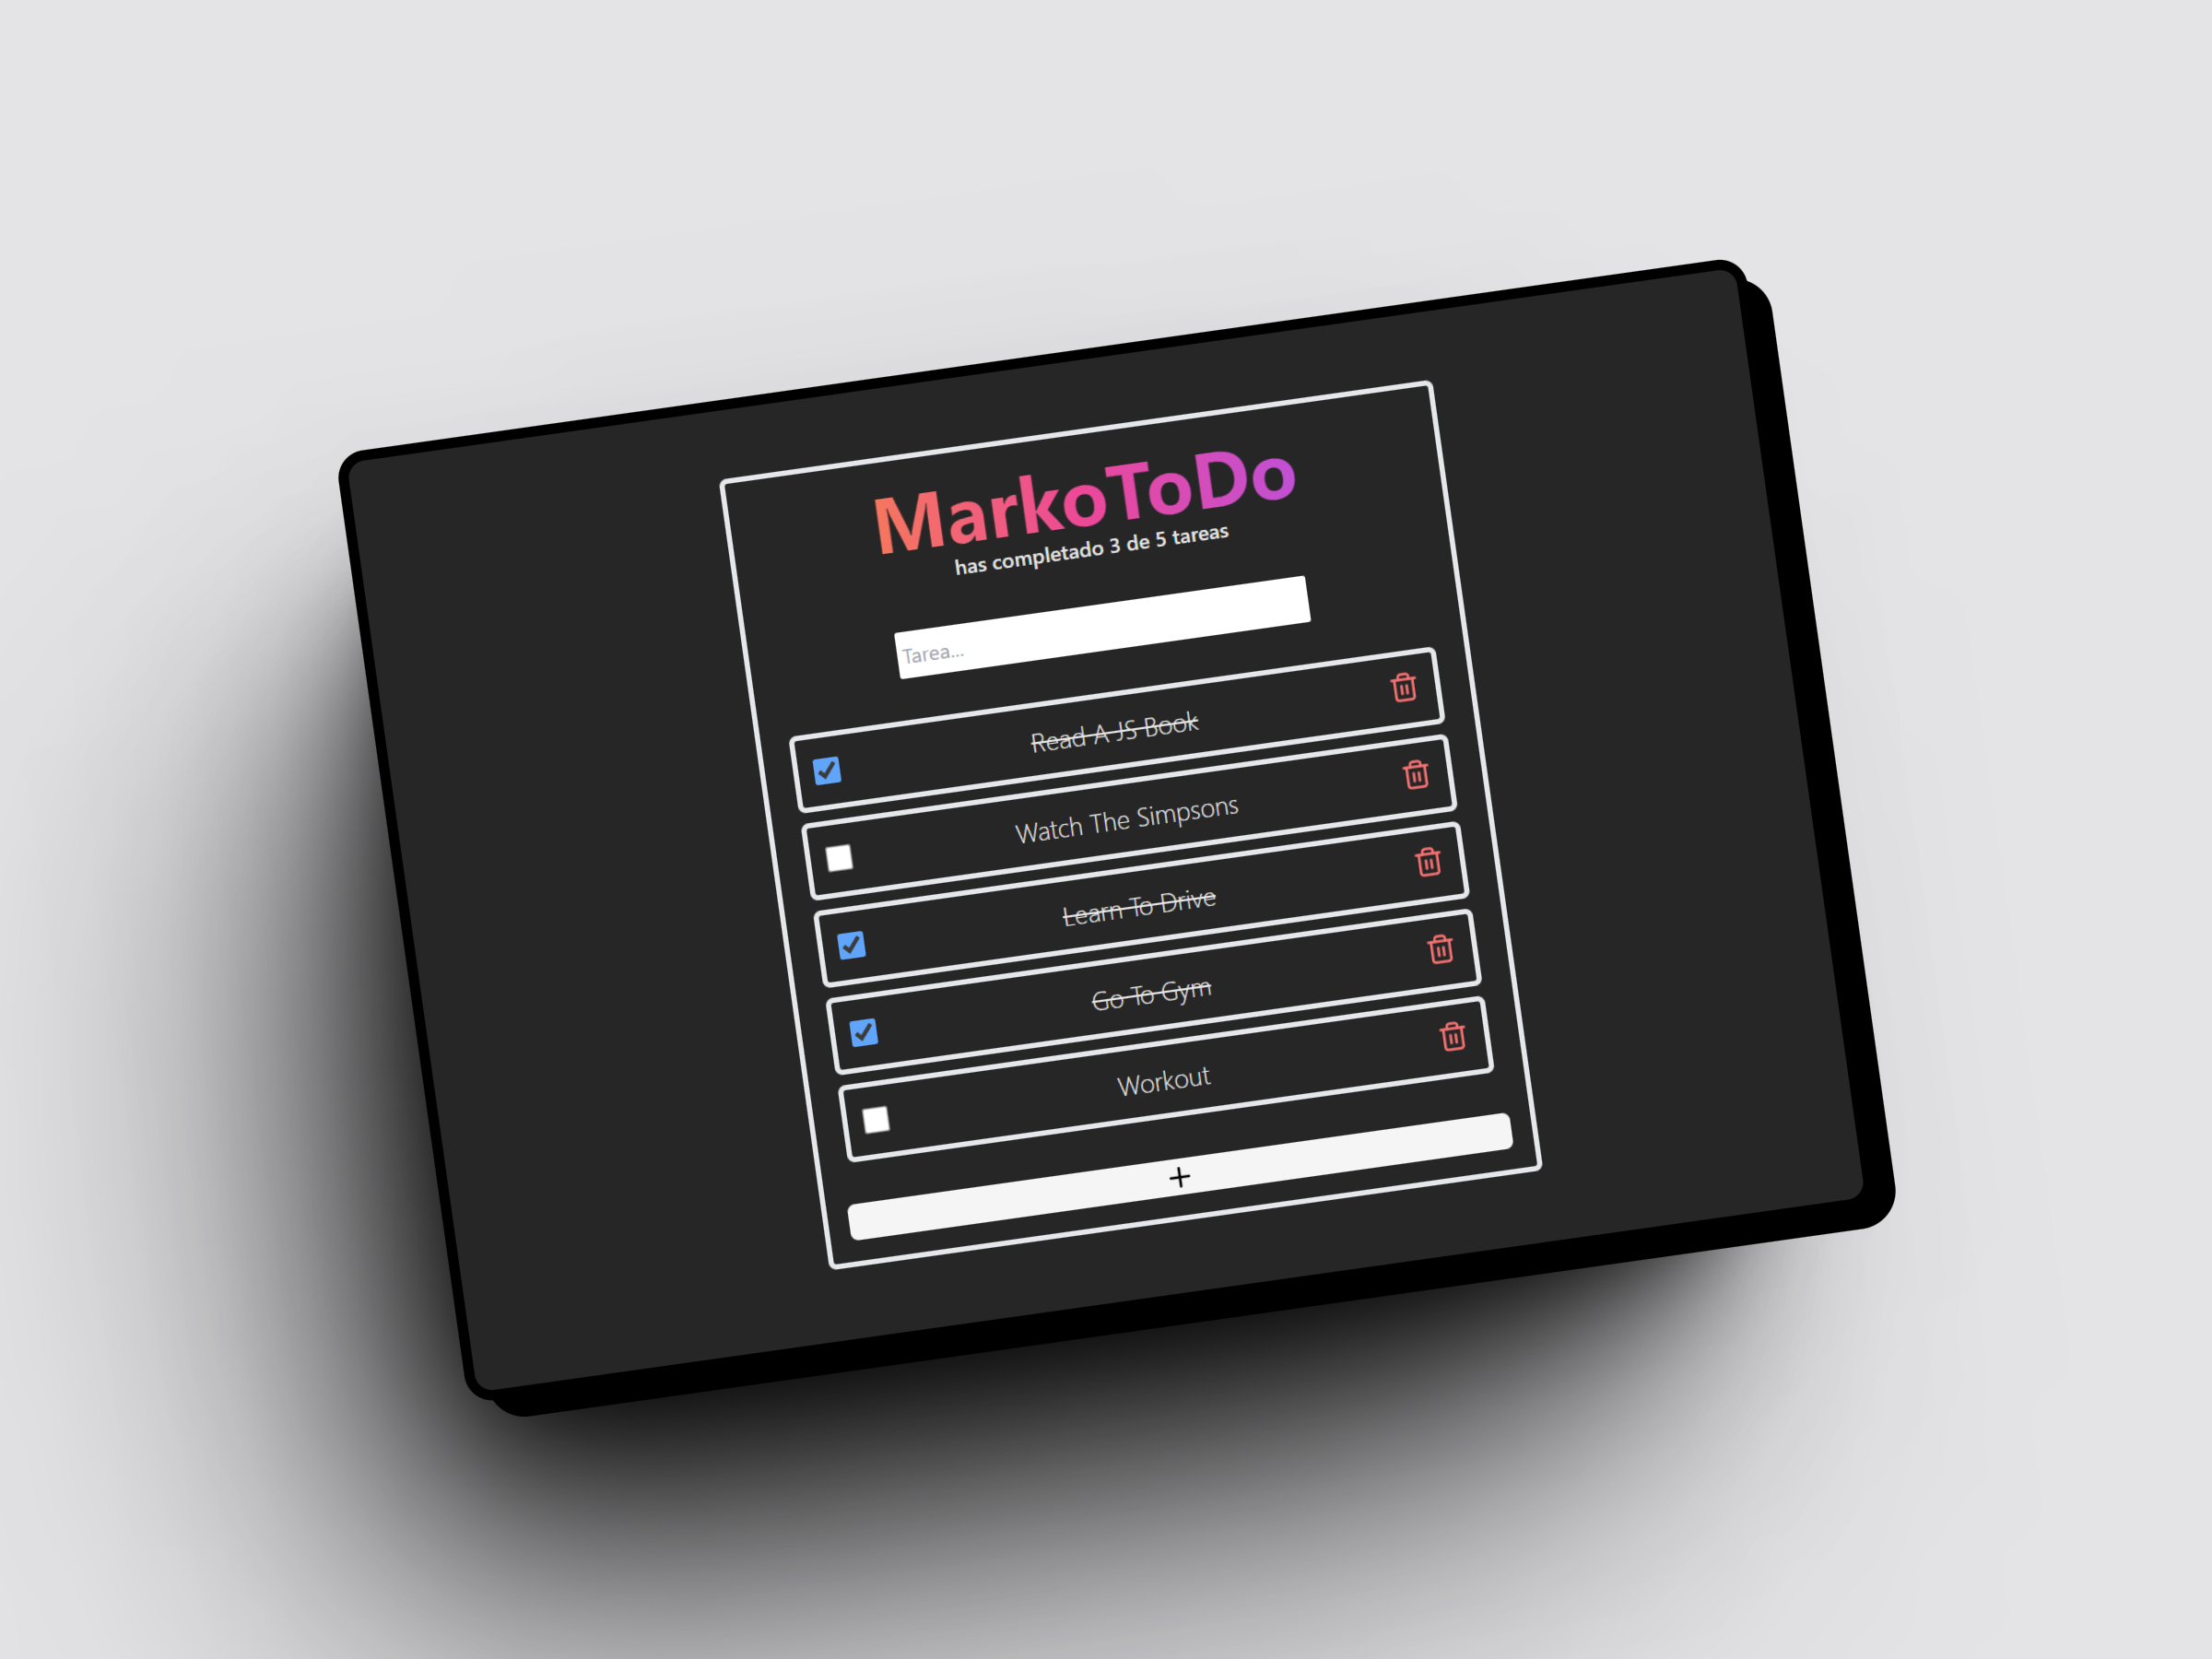 MarkoToDo
has completado 3 de 5 tareas
Tarea...
Read A JS Book
Watch The Simpsons
Learn To Drive
Go To Gym
Workout
+